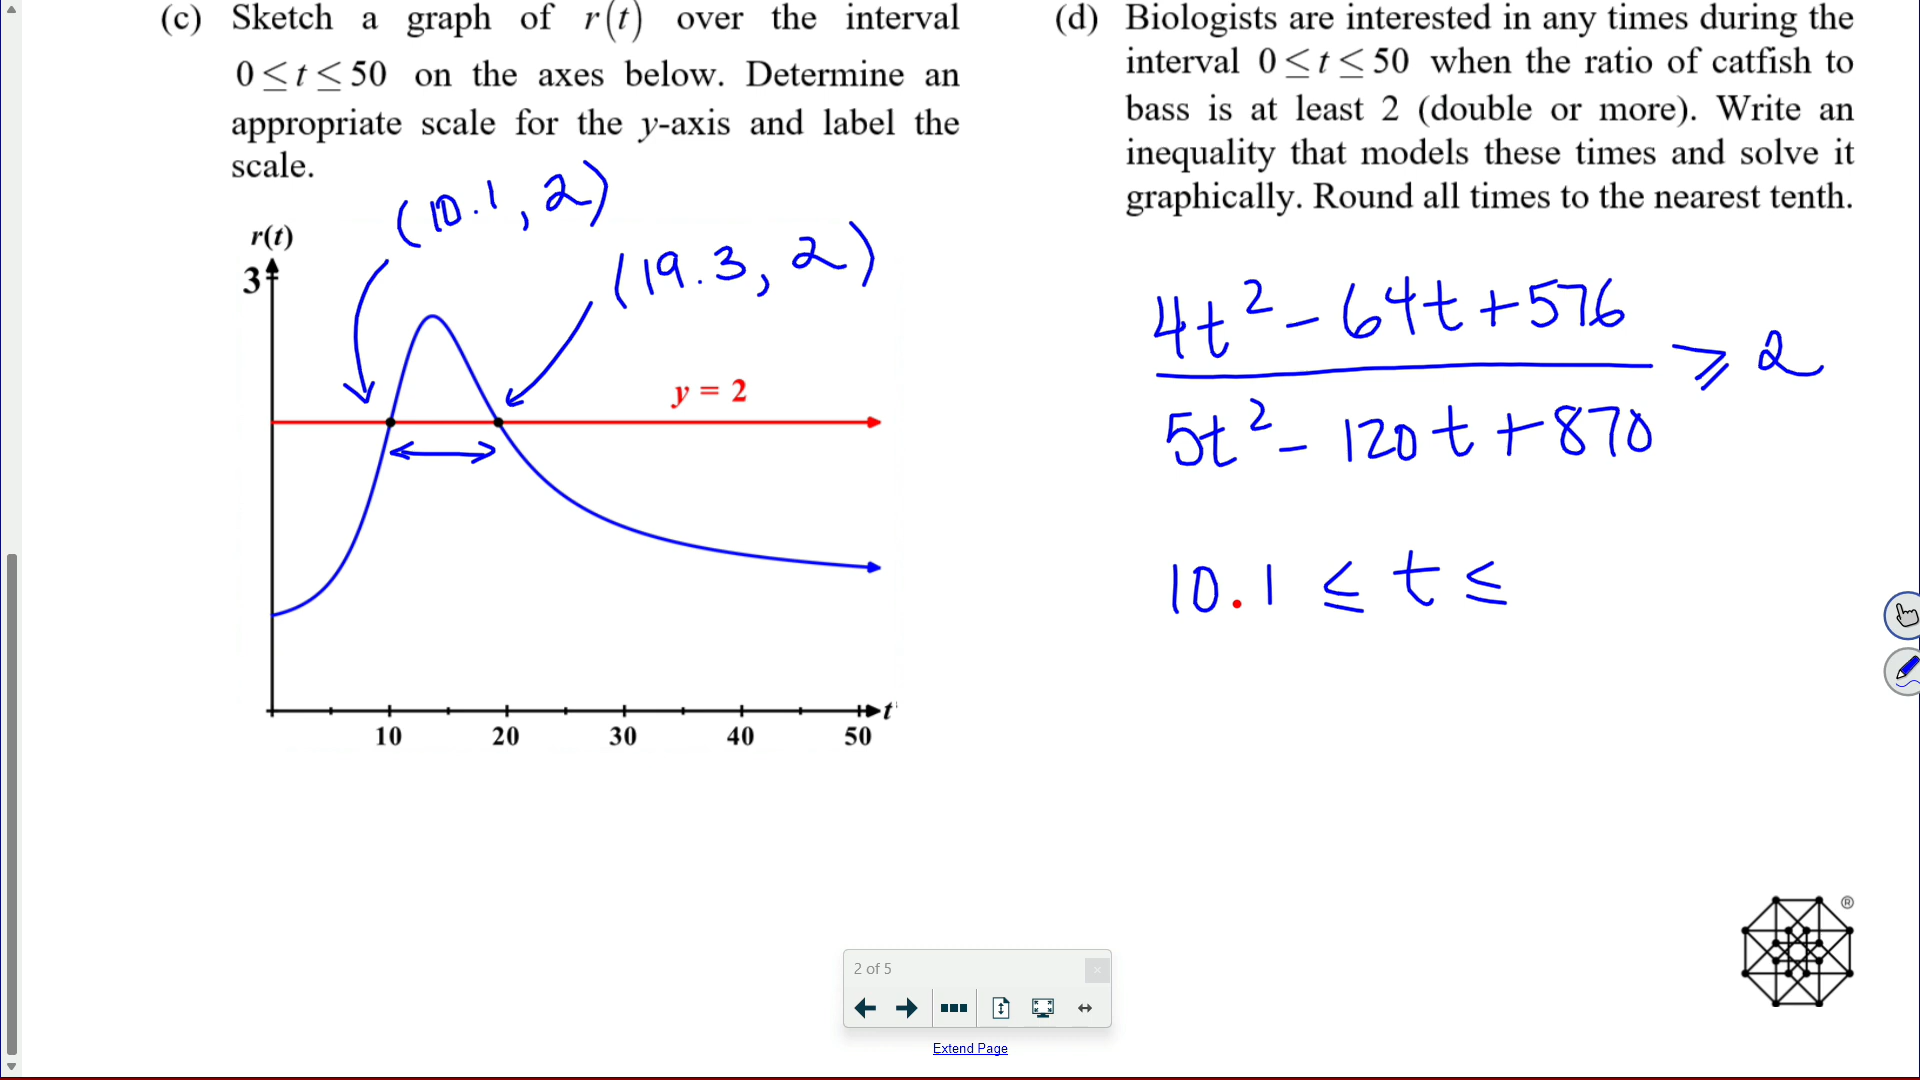 (c) Sketch a graph of r(t) over the interval
0 ≤ t ≤ 50 on the axes below. Determine an
appropriate scale for the y-axis and label the
scale.
(10.1, 2)
(19.3, 2)
r(t)
3
y = 2
t
10 20 30 40 50
(d) Biologists are interested in any times during the
interval 0 ≤ t ≤ 50 when the ratio of catfish to
bass is at least 2 (double or more). Write an
inequality that models these times and solve it
graphically. Round all times to the nearest tenth.
4t² - 64t + 576
≥ 2
5t² - 120t + 870
10.1 ≤ t ≤
®
2 of 5
Extend Page